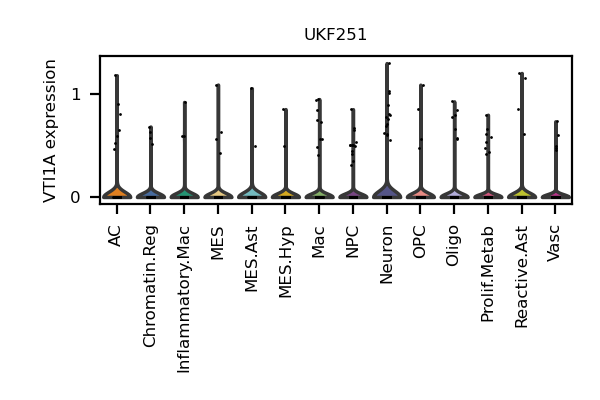 UKF251
VTI1A expression
1
0
AC
Chromatin.Reg
Inflammatory.Mac
MES
MES.Ast
MES.Hyp
Mac
NPC
Neuron
OPC
Oligo
Prolif.Metab
Reactive.Ast
Vasc